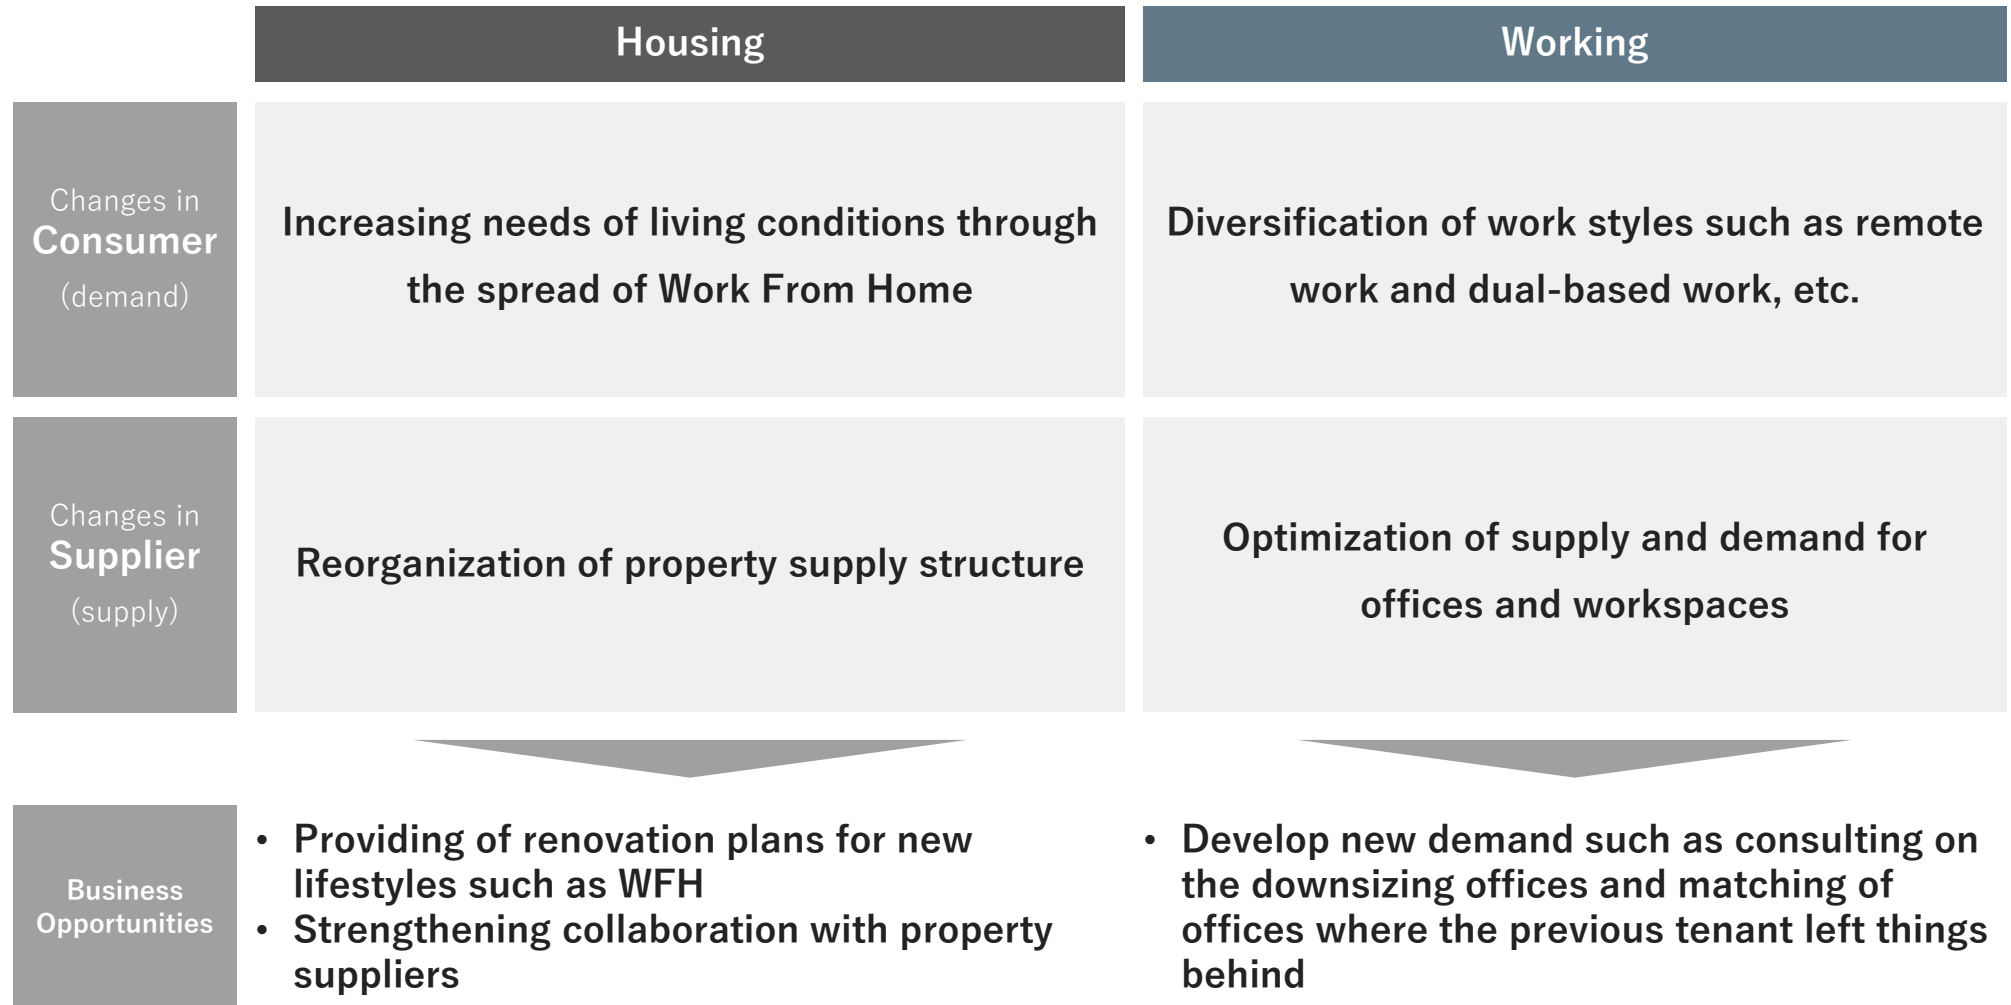 Housing
Working
Changes in
Consumer
(demand)
Increasing needs of living conditions through
the spread of Work From Home
Diversification of work styles such as remote
work and dual-based work, etc.
Changes in
Supplier
(supply)
Reorganization of property supply structure
Optimization of supply and demand for
offices and workspaces
Business
Opportunities
• Providing of renovation plans for new
lifestyles such as WFH
• Strengthening collaboration with property
suppliers
• Develop new demand such as consulting on
the downsizing offices and matching of
offices where the previous tenant left things
behind